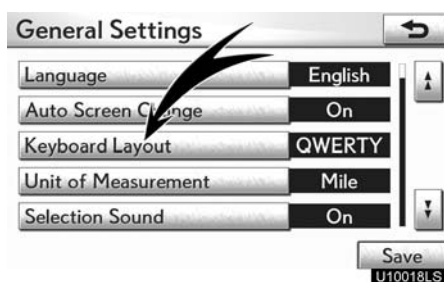 General Settings
Language English
Auto Screen Change On
Keyboard Layout QWERTY
Unit of Measurement Mile
Selection Sound On
Save
U10018LS